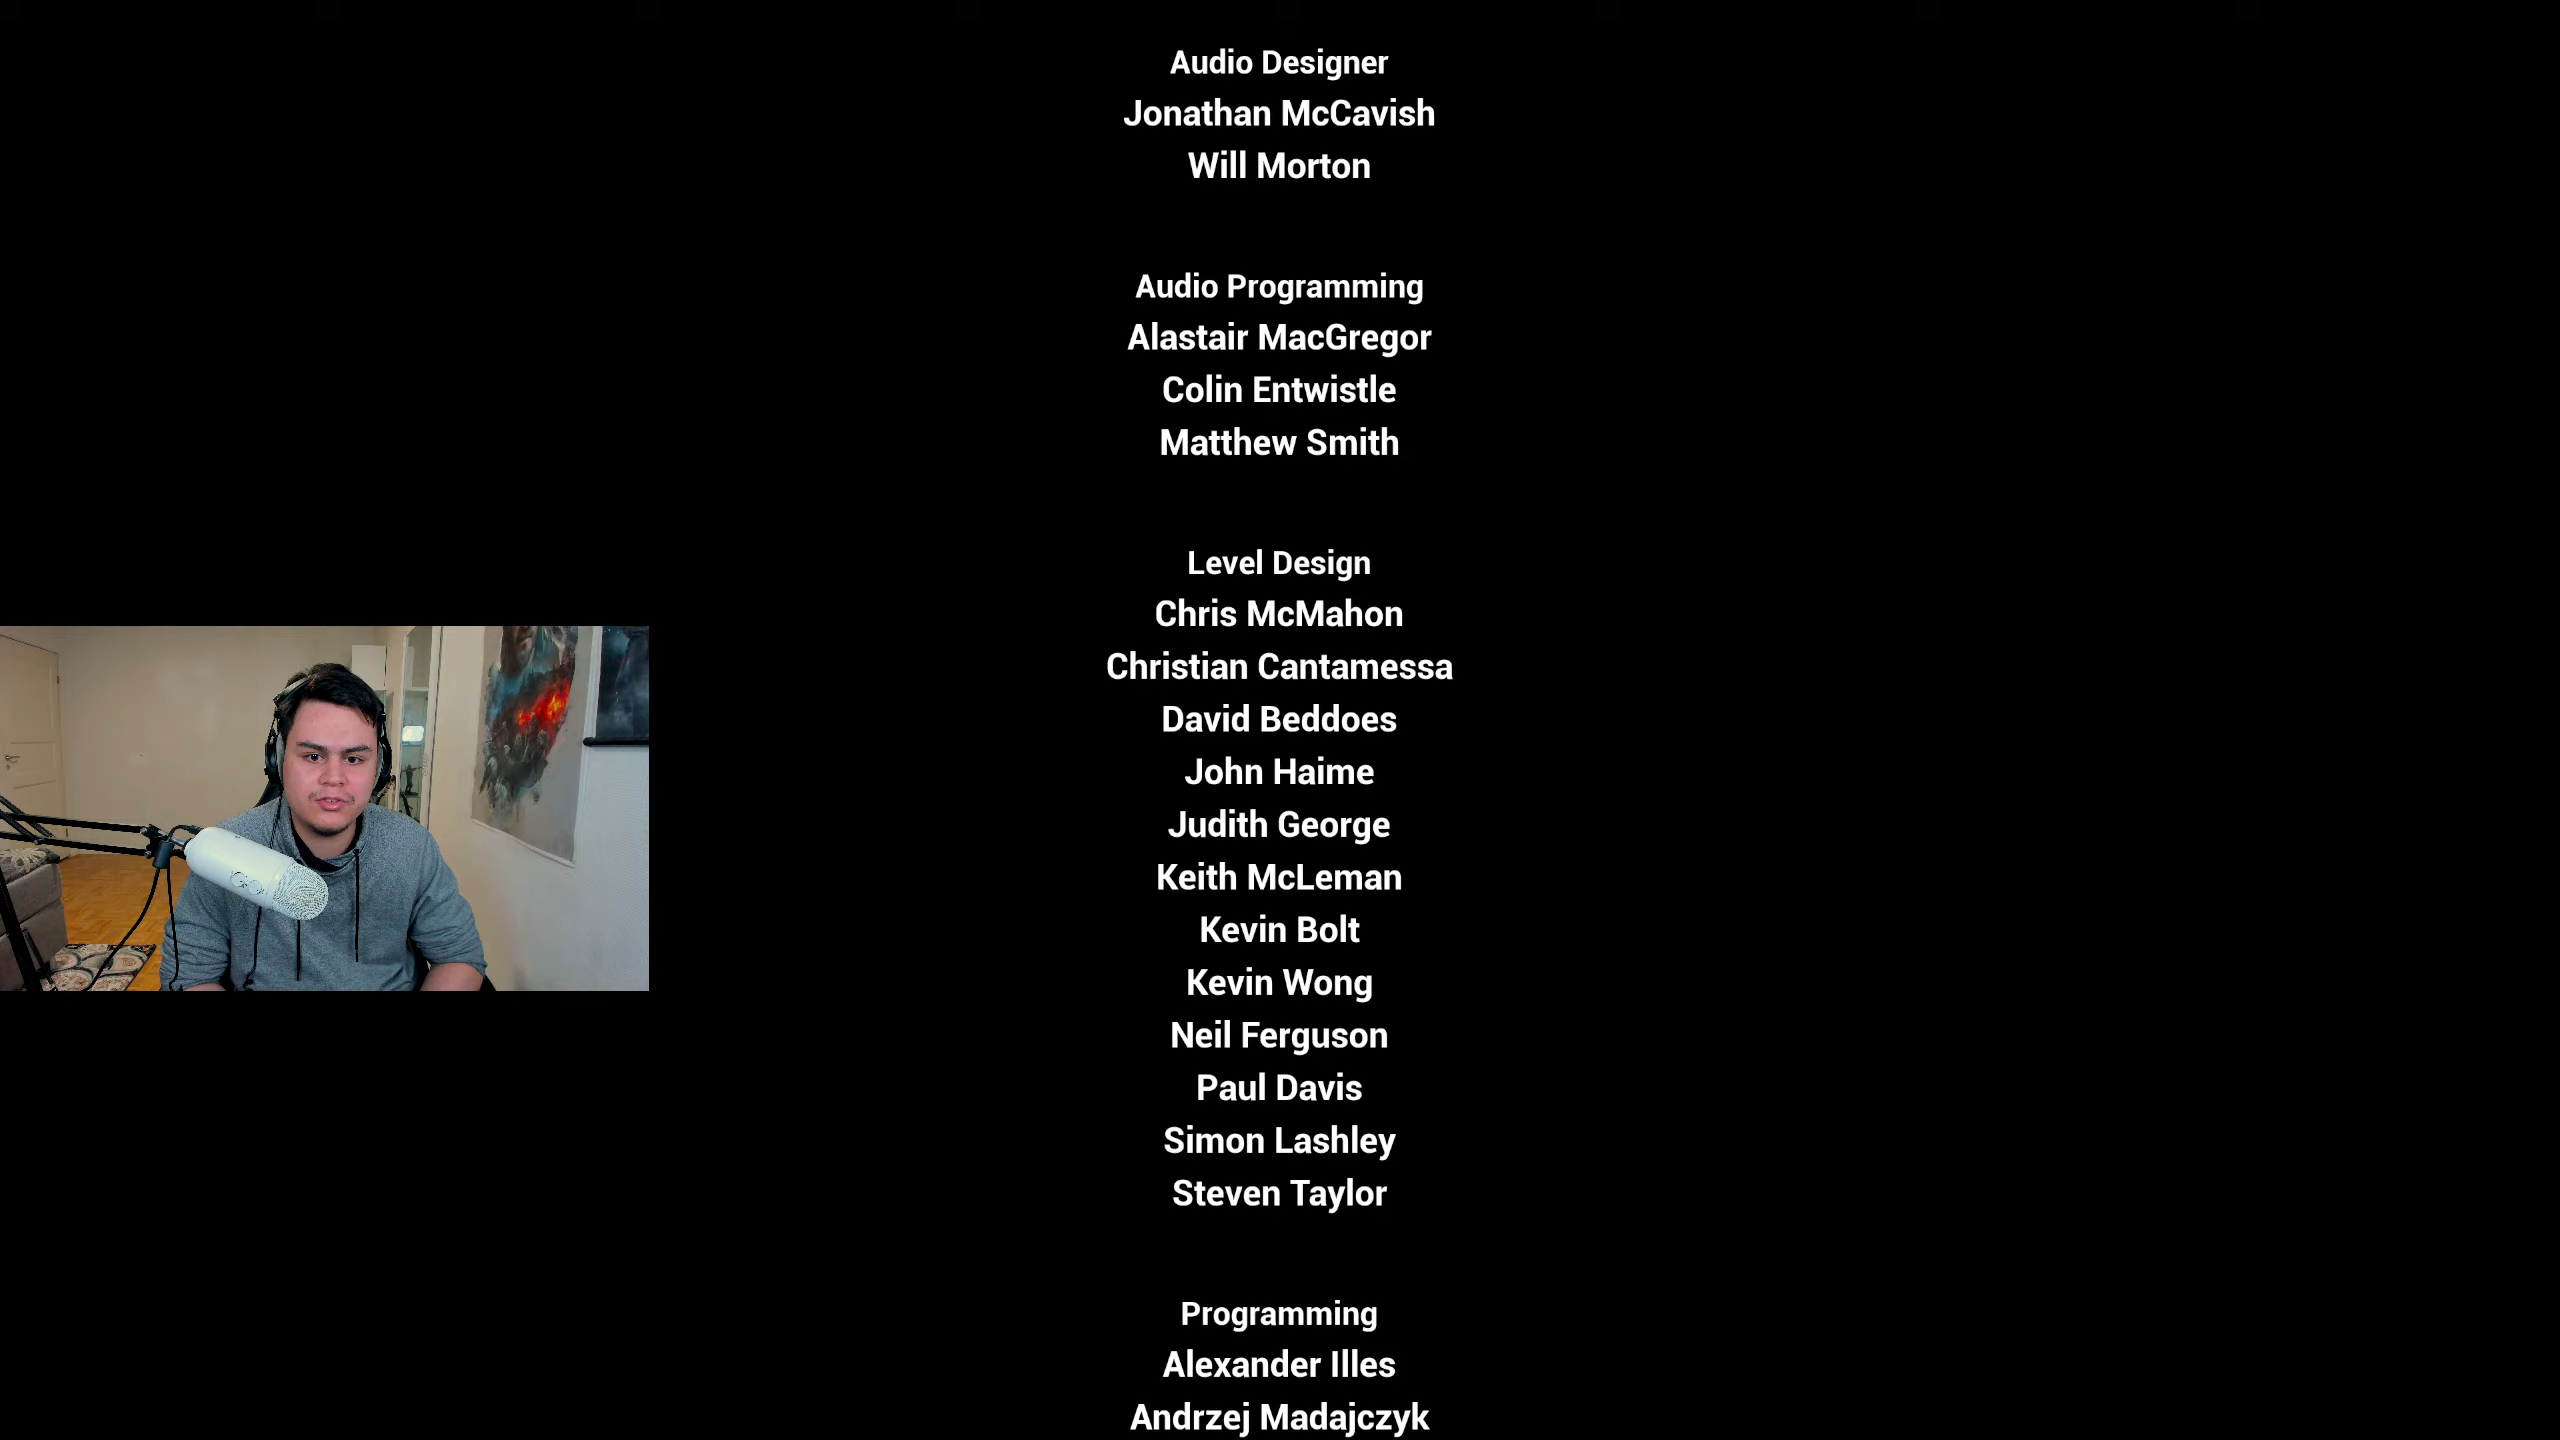 Audio Designer
Jonathan McCavish
Will Morton
Audio Programming
Alastair MacGregor
Colin Entwistle
Matthew Smith
Level Design
Chris McMahon
Christian Cantamessa
David Beddoes
John Haime
Judith George
Keith McLeman
Kevin Bolt
Kevin Wong
Neil Ferguson
Paul Davis
Simon Lashley
Steven Taylor
Programming
Alexander Illes
Andrzej Madajczyk